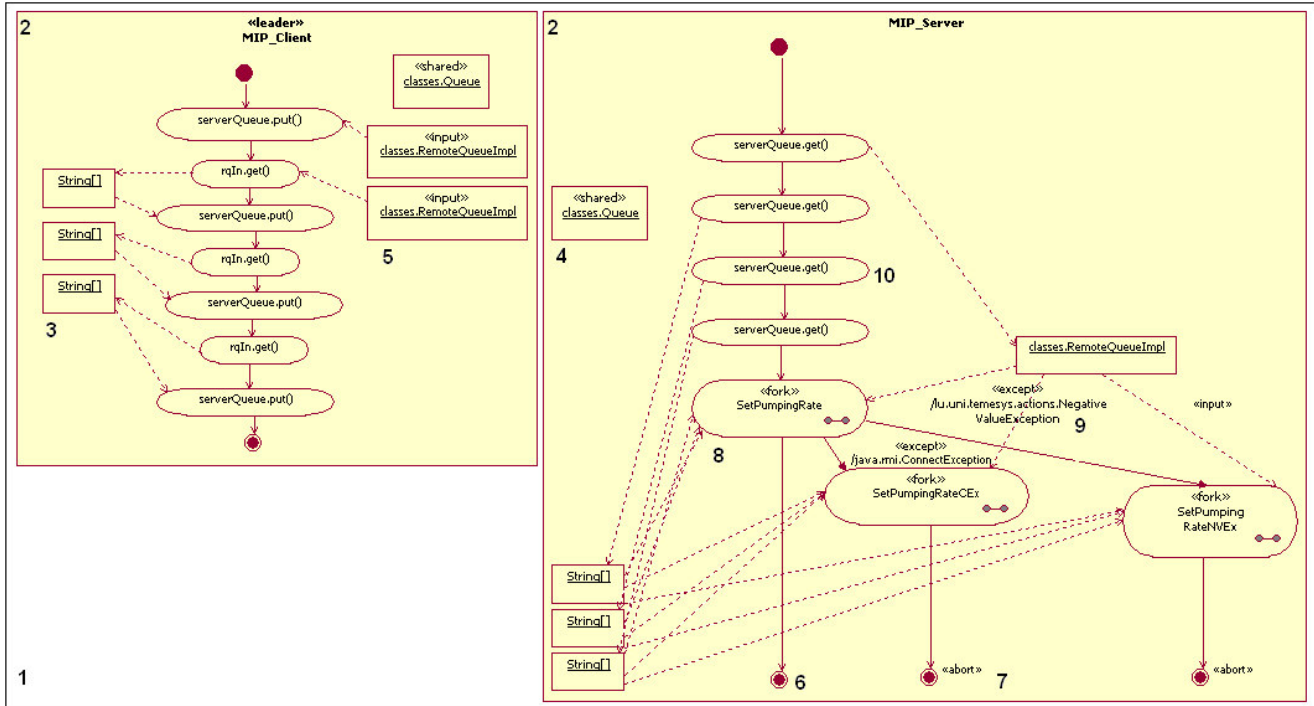 2
«leader»
MIP_Client
«shared»
classes.Queue
serverQueue.put()
«input»
classes.RemoteQueueImpl
rqIn.get()
String[]
«input»
classes.RemoteQueueImpl
serverQueue.put()
String[]
rqIn.get()
5
String[]
serverQueue.put()
3
rqIn.get()
serverQueue.put()
1
2
MIP_Server
serverQueue.get()
«shared»
classes.Queue
serverQueue.get()
4
serverQueue.get()
10
serverQueue.get()
classes.RemoteQueueImpl
«fork»
SetPumpingRate
«except»
/lu.uni.temesys.actions.Negative
ValueException
9
«input»
8
«except»
/java.rmi.ConnectException
«fork»
SetPumpingRateCEx
«fork»
SetPumping
RateNVEx
String[]
String[]
String[]
6
«abort»
7
«abort»